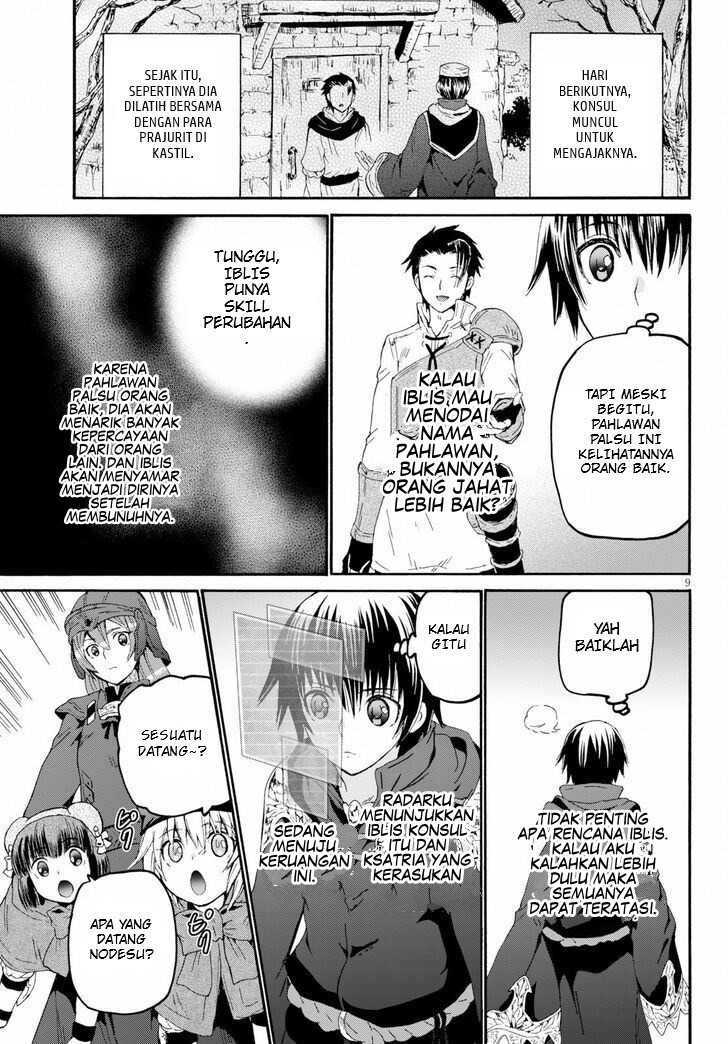 HARI
BERIKUTNYA,
KONSUL
MUNCUL
UNTUK
MENGAJAKNYA.
SEJAK ITU,
SEPERTINYA DIA
DILATIH BERSAMA
DENGAN PARA
PRAJURIT DI
KASTIL.
TAPI MESKI
BEGITU,
PAHLAWAN
PALSU INI
KELIHATANNYA
ORANG BAIK.
KALAU
IBLIS MAU
MENODAI
NAMA
PAHLAWAN,
BUKANNYA
ORANG JAHAT
LEBIH BAIK?
XX
TUNGGU,
IBLIS
PUNYA
SKILL
PERUBAHAN
.
KARENA
PAHLAWAN
PALSU ORANG
BAIK, DIA AKAN
MENARIK BANYAK
KEPERCAYAAN
DARI ORANG
LAIN, DAN IBLIS
AKAN MENYAMAR
MENJADI DIRINYA
SETELAH
MEMBUNUHNYA.
9
YAH
BAIKLAH
TIDAK PENTING
APA RENCANA IBLIS.
KALAU AKU
KALAHKAN LEBIH
DULU MAKA
SEMUANYA
DAPAT TERATASI.
KALAU
GITU
RADARKU
MENUNJUKKAN
IBLIS KONSUL
ITU DAN
KSATRIA YANG
KERASUKAN
SEDANG
MENUJU
KERUANGAN
INI.
SESUATU
DATANG~?
ピク
APA YANG
DATANG
NODESU?
ピク